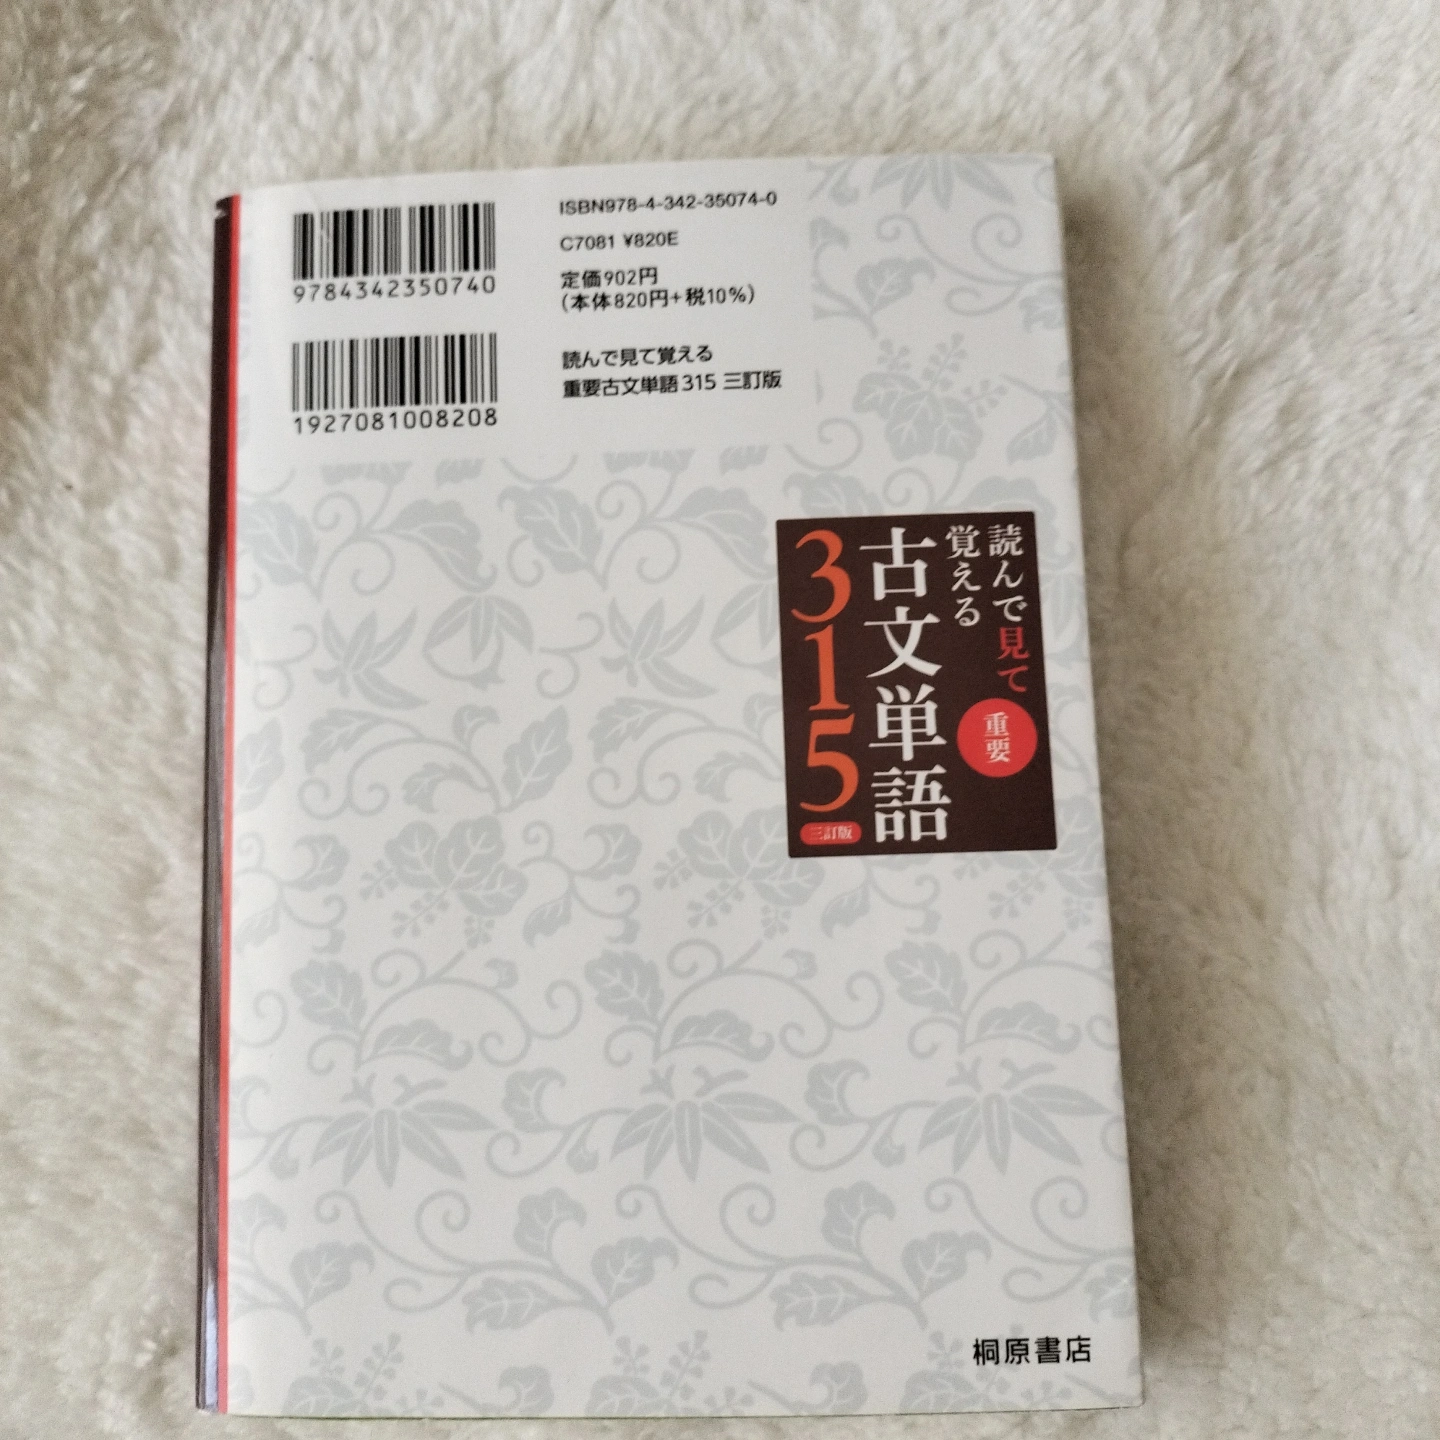 9784342350740
1927081008208
ISBN978-4-342-35074-0
C7081 ¥820E
定価902円
(本体820円+税10%)
読んで見て覚える
重要古文単語315 三訂版
読んで見て
覚える
重要
古文単語
315
三訂版
桐原書店